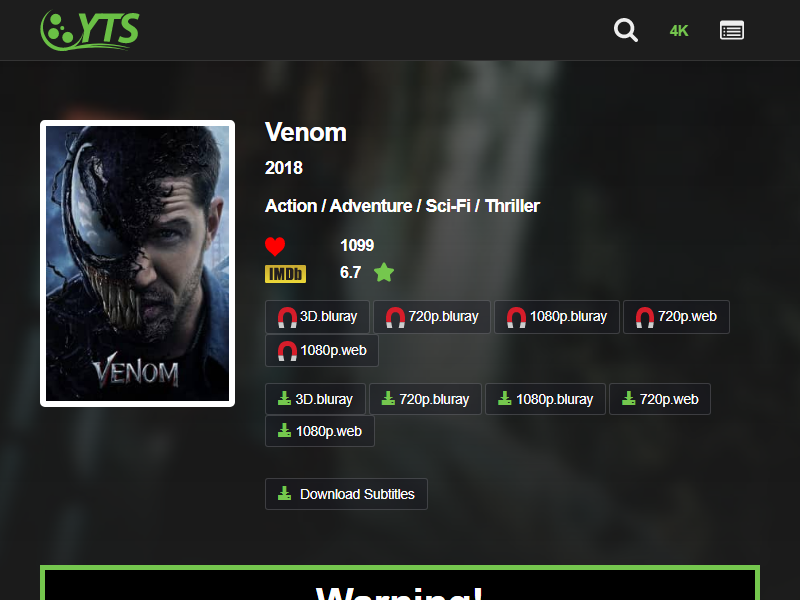 YTS
4K
Venom
2018
Action / Adventure / Sci-Fi / Thriller
1099
IMDb 6.7
3D.bluray 720p.bluray 1080p.bluray 720p.web
1080p.web
3D.bluray 720p.bluray 1080p.bluray 720p.web
1080p.web
Download Subtitles
VENOM
Warning!